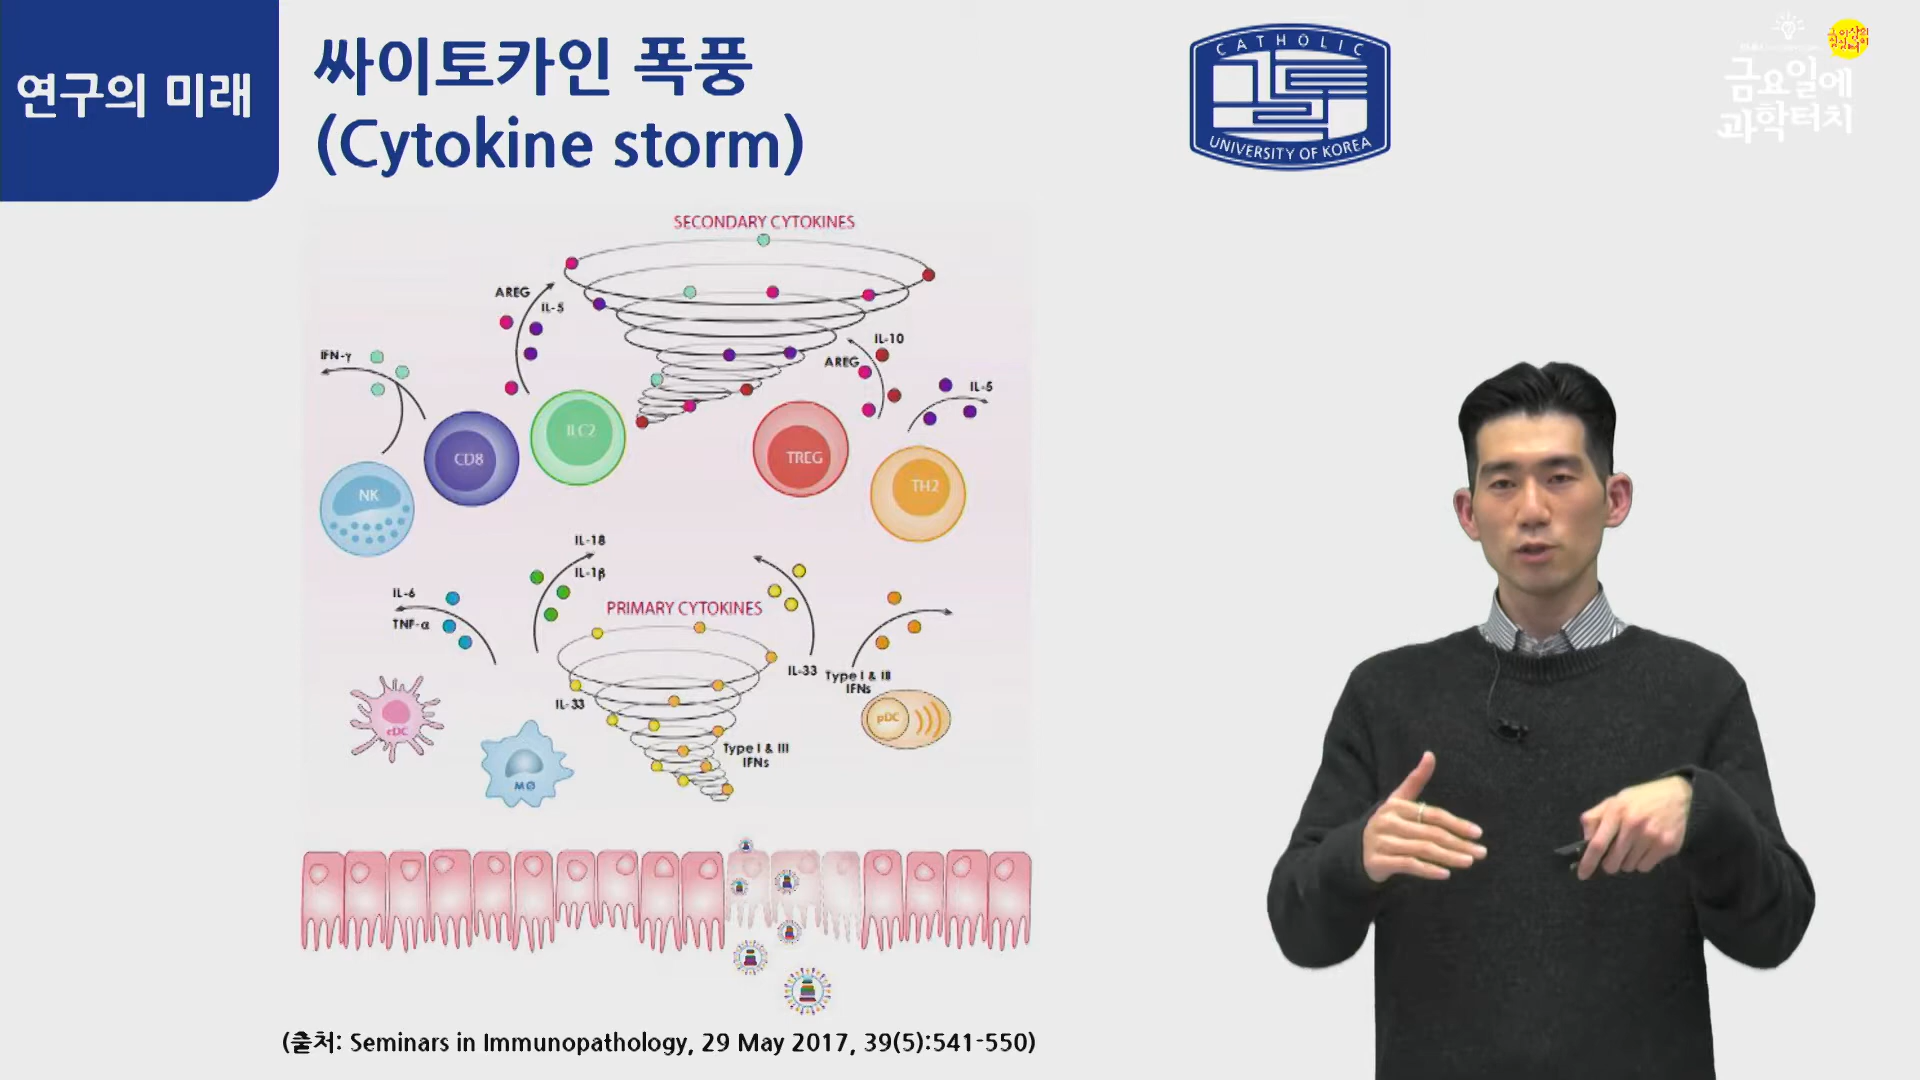 연구의 미래
싸이토카인 폭풍
(Cytokine storm)
CATHOLIC
UNIVERSITY OF KOREA
금요일에
과학터치
SECONDARY CYTOKINES
AREG
IL-5
IFN-γ
IL-10
AREG
IL-5
CD8
ILC2
TREG
TH2
NK
IL-18
IL-1β
IL-6
TNF-α
PRIMARY CYTOKINES
IL-33
Type I & III
IFNs
IL-33
cDC
MØ
pDC
Type I & III
IFNs
(출처: Seminars in Immunopathology, 29 May 2017, 39(5):541-550)